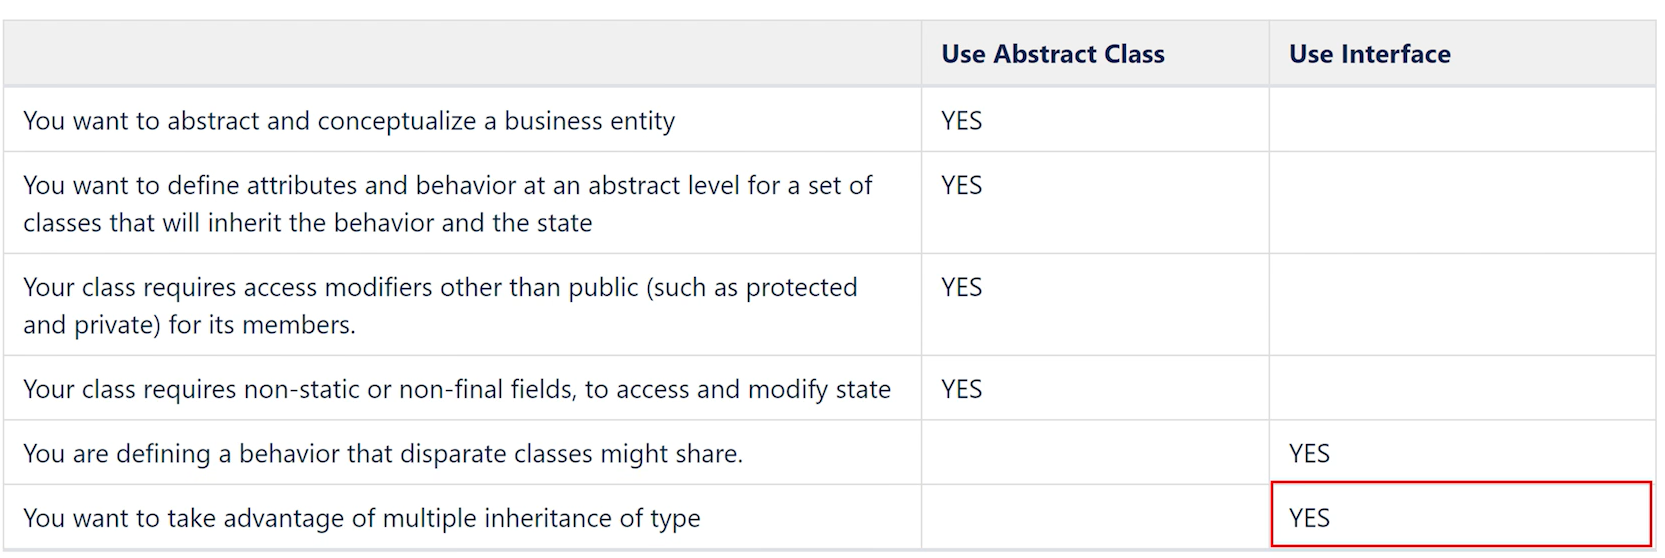 Use Abstract Class Use Interface
You want to abstract and conceptualize a business entity YES
You want to define attributes and behavior at an abstract level for a set of YES
classes that will inherit the behavior and the state
Your class requires access modifiers other than public (such as protected YES
and private) for its members.
Your class requires non-static or non-final fields, to access and modify state YES
You are defining a behavior that disparate classes might share. YES
You want to take advantage of multiple inheritance of type YES